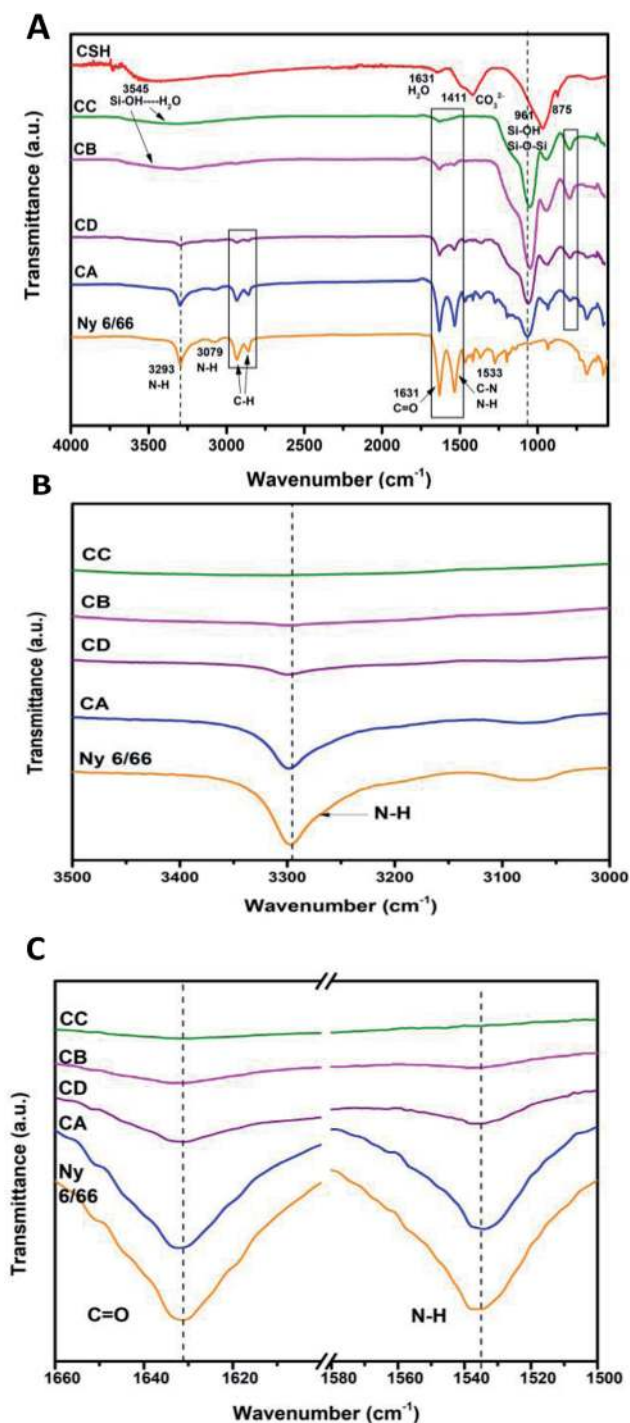 A
CSH
3545
Si-OH----H₂O
1631
H₂O
1411
CO₃²⁻
961
Si-OH
Si-O-Si
875
CC
CB
CD
CA
Ny 6/66
3293
N-H
3079
N-H
C-H
1631
C=O
1533
C-N
N-H
Transmittance (a.u.)
4000 3500 3000 2500 2000 1500 1000
Wavenumber (cm⁻¹)
B
CC
CB
CD
CA
Ny 6/66
N-H
Transmittance (a.u.)
3500 3400 3300 3200 3100 3000
Wavenumber (cm⁻¹)
C
CC
CB
CD
CA
Ny
6/66
C=O
N-H
Transmittance (a.u.)
1660 1640 1620 1580 1560 1540 1520 1500
Wavenumber (cm⁻¹)